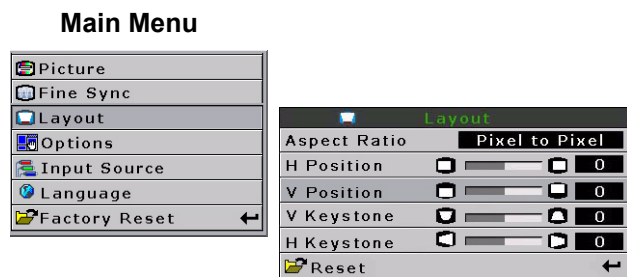 Main Menu
Picture
Fine Sync
Layout
Options
Input Source
Language
Factory Reset
Layout
Aspect Ratio Pixel to Pixel
H Position 0
V Position 0
V Keystone 0
H Keystone 0
Reset